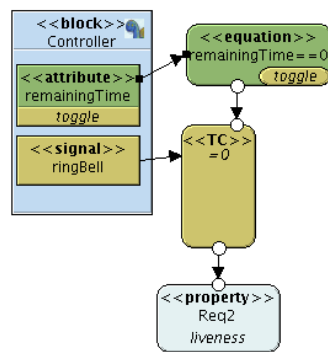 <<block>>
Controller
<<attribute>>
remainingTime
toggle
<<signal>>
ringBell
<<equation>>
remainingTime==0
toggle
<<TC>>
=0
<<property>>
Req2
liveness